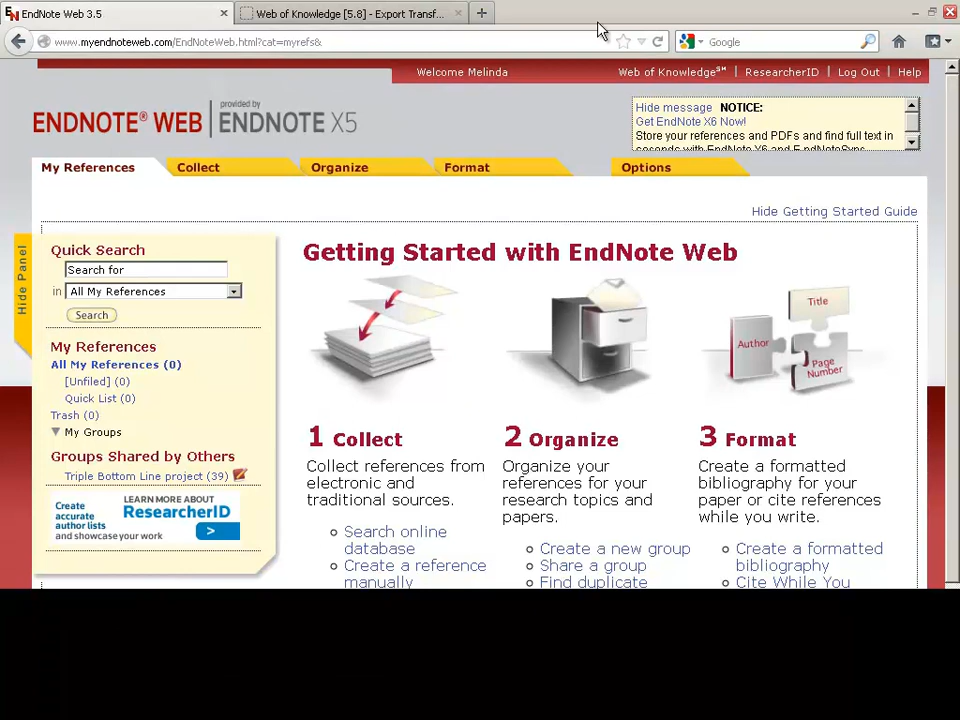 EndNote Web 3.5
Web of Knowledge [5.8] - Export Transf...
www.myendnoteweb.com/EndNoteWeb.html?cat=myrefs&
Google
Welcome Melinda
Web of Knowledge℠ | ResearcherID | Log Out | Help
ENDNOTE® WEB | provided by ENDNOTE X5
Hide message NOTICE:
Get EndNote X6 Now!
Store your references and PDFs and find full text in
seconds with EndNote X6 and EndNoteSync
My References
Collect
Organize
Format
Options
Hide Getting Started Guide
Hide Panel
Quick Search
Search for
in All My References
Search
My References
All My References (0)
[Unfiled] (0)
Quick List (0)
Trash (0)
My Groups
Groups Shared by Others
Triple Bottom Line project (39)
Create
accurate
author lists
and showcase your work
LEARN MORE ABOUT
ResearcherID
>
Getting Started with EndNote Web
Title
Author
Page
Number
1 Collect
Collect references from
electronic and
traditional sources.
Search online
database
Create a reference
manually
2 Organize
Organize your
references for your
research topics and
papers.
Create a new group
Share a group
Find duplicate
3 Format
Create a formatted
bibliography for your
paper or cite references
while you write.
Create a formatted
bibliography
Cite While You